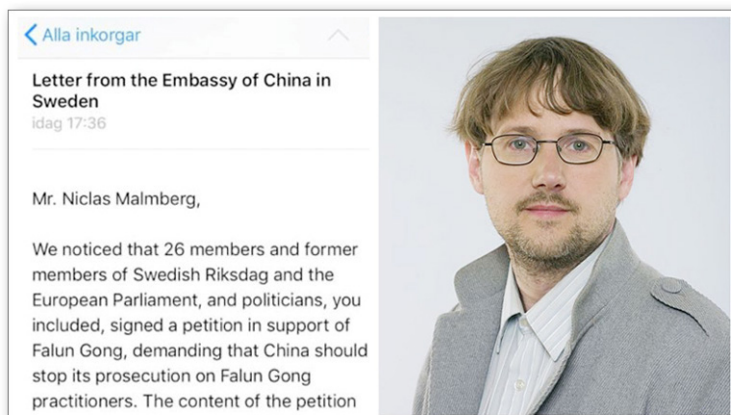 Alla inkorgar
Letter from the Embassy of China in
Sweden
idag 17:36
Mr. Niclas Malmberg,
We noticed that 26 members and former
members of Swedish Riksdag and the
European Parliament, and politicians, you
included, signed a petition in support of
Falun Gong, demanding that China should
stop its prosecution on Falun Gong
practitioners. The content of the petition